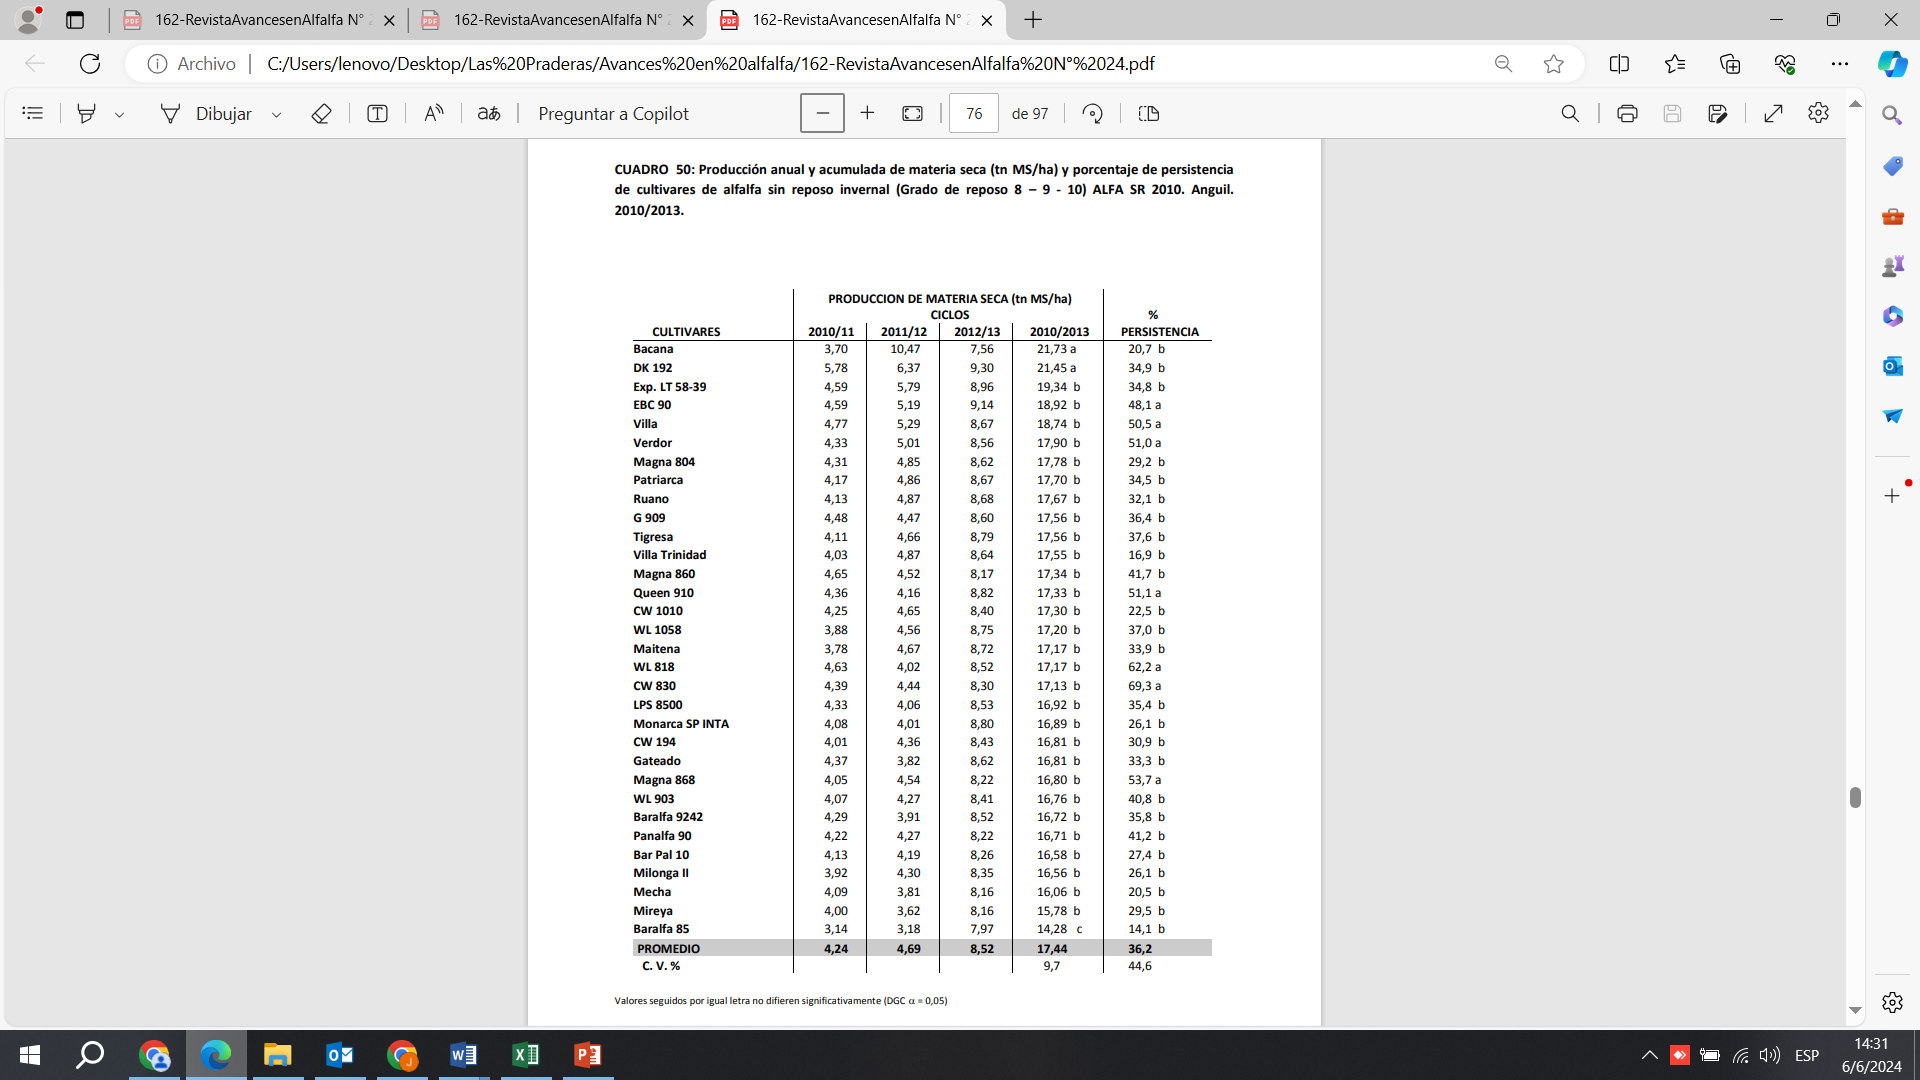 162-RevistaAvancesenAlfalfa N° 2
162-RevistaAvancesenAlfalfa N° 2
162-RevistaAvancesenAlfalfa N° 2
Archivo
C:/Users/lenovo/Desktop/Las%20Praderas/Avances%20en%20alfalfa/162-RevistaAvancesenAlfalfa%20N°%2024.pdf
Dibujar
Preguntar a Copilot
76 de 97
CUADRO 50: Producción anual y acumulada de materia seca (tn MS/ha) y porcentaje de persistencia
de cultivares de alfalfa sin reposo invernal (Grado de reposo 8 – 9 - 10) ALFA SR 2010. Anguil.
2010/2013.
PRODUCCION DE MATERIA SECA (tn MS/ha)
CICLOS %
CULTIVARES 2010/11 2011/12 2012/13 2010/2013 PERSISTENCIA
Bacana 3,70 10,47 7,56 21,73 a 20,7 b
DK 192 5,78 6,37 9,30 21,45 a 34,9 b
Exp. LT 58-39 4,59 5,79 8,96 19,34 b 34,8 b
EBC 90 4,59 5,19 9,14 18,92 b 48,1 a
Villa 4,77 5,29 8,67 18,74 b 50,5 a
Verdor 4,33 5,01 8,56 17,90 b 51,0 a
Magna 804 4,31 4,85 8,62 17,78 b 29,2 b
Patriarca 4,17 4,86 8,67 17,70 b 34,5 b
Ruano 4,13 4,87 8,68 17,67 b 32,1 b
G 909 4,48 4,47 8,60 17,56 b 36,4 b
Tigresa 4,11 4,66 8,79 17,56 b 37,6 b
Villa Trinidad 4,03 4,87 8,64 17,55 b 16,9 b
Magna 860 4,65 4,52 8,17 17,34 b 41,7 b
Queen 910 4,36 4,16 8,82 17,33 b 51,1 a
CW 1010 4,25 4,65 8,40 17,30 b 22,5 b
WL 1058 3,88 4,56 8,75 17,20 b 37,0 b
Maitena 3,78 4,67 8,72 17,17 b 33,9 b
WL 818 4,63 4,02 8,52 17,17 b 62,2 a
CW 830 4,39 4,44 8,30 17,13 b 69,3 a
LPS 8500 4,33 4,06 8,53 16,92 b 35,4 b
Monarca SP INTA 4,08 4,01 8,80 16,89 b 26,1 b
CW 194 4,01 4,36 8,43 16,81 b 30,9 b
Gateado 4,37 3,82 8,62 16,81 b 33,3 b
Magna 868 4,05 4,54 8,22 16,80 b 53,7 a
WL 903 4,07 4,27 8,41 16,76 b 40,8 b
Baralfa 9242 4,29 3,91 8,52 16,72 b 35,8 b
Panalfa 90 4,22 4,27 8,22 16,71 b 41,2 b
Bar Pal 10 4,13 4,19 8,26 16,58 b 27,4 b
Milonga II 3,92 4,30 8,35 16,56 b 26,1 b
Mecha 4,09 3,81 8,16 16,06 b 20,5 b
Mireya 4,00 3,62 8,16 15,78 b 29,5 b
Baralfa 85 3,14 3,18 7,97 14,28 c 14,1 b
PROMEDIO 4,24 4,69 8,52 17,44 36,2
C. V. % 9,7 44,6
Valores seguidos por igual letra no difieren significativamente (DGC α = 0,05)
ESP
14:31
6/6/2024